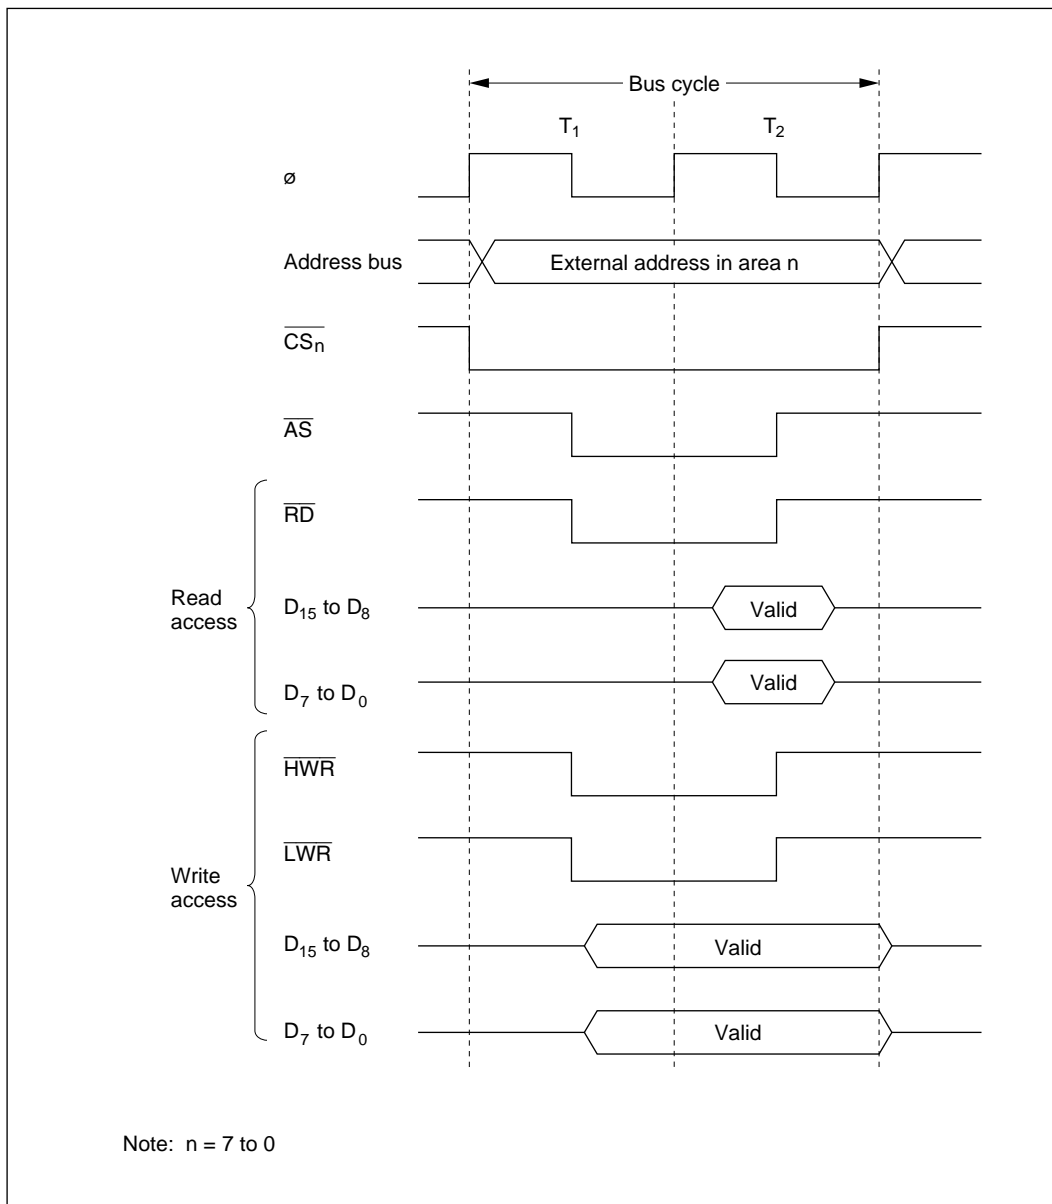 Bus cycle
T1 T2
ø
Address bus External address in area n
CSn
AS
RD
Read access
D15 to D8 Valid
D7 to D0 Valid
HWR
LWR
Write access
D15 to D8 Valid
D7 to D0 Valid
Note: n = 7 to 0